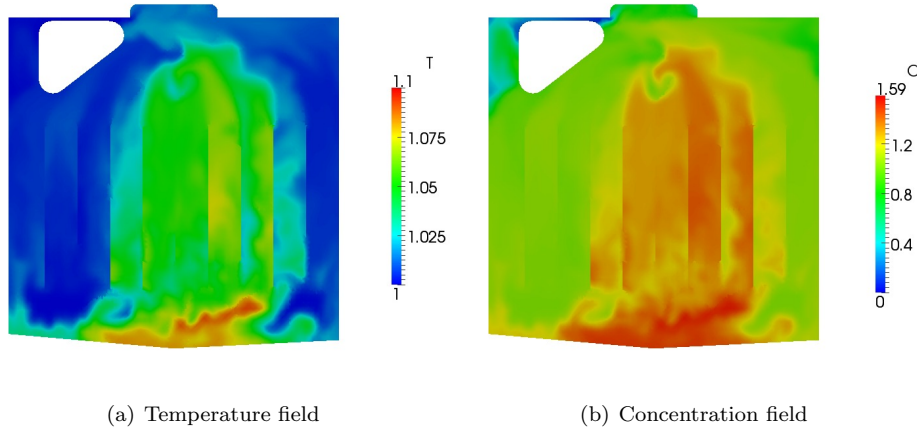 T
1.1
1.075
1.05
1.025
1
C
1.59
1.2
0.8
0.4
0
(a) Temperature field
(b) Concentration field